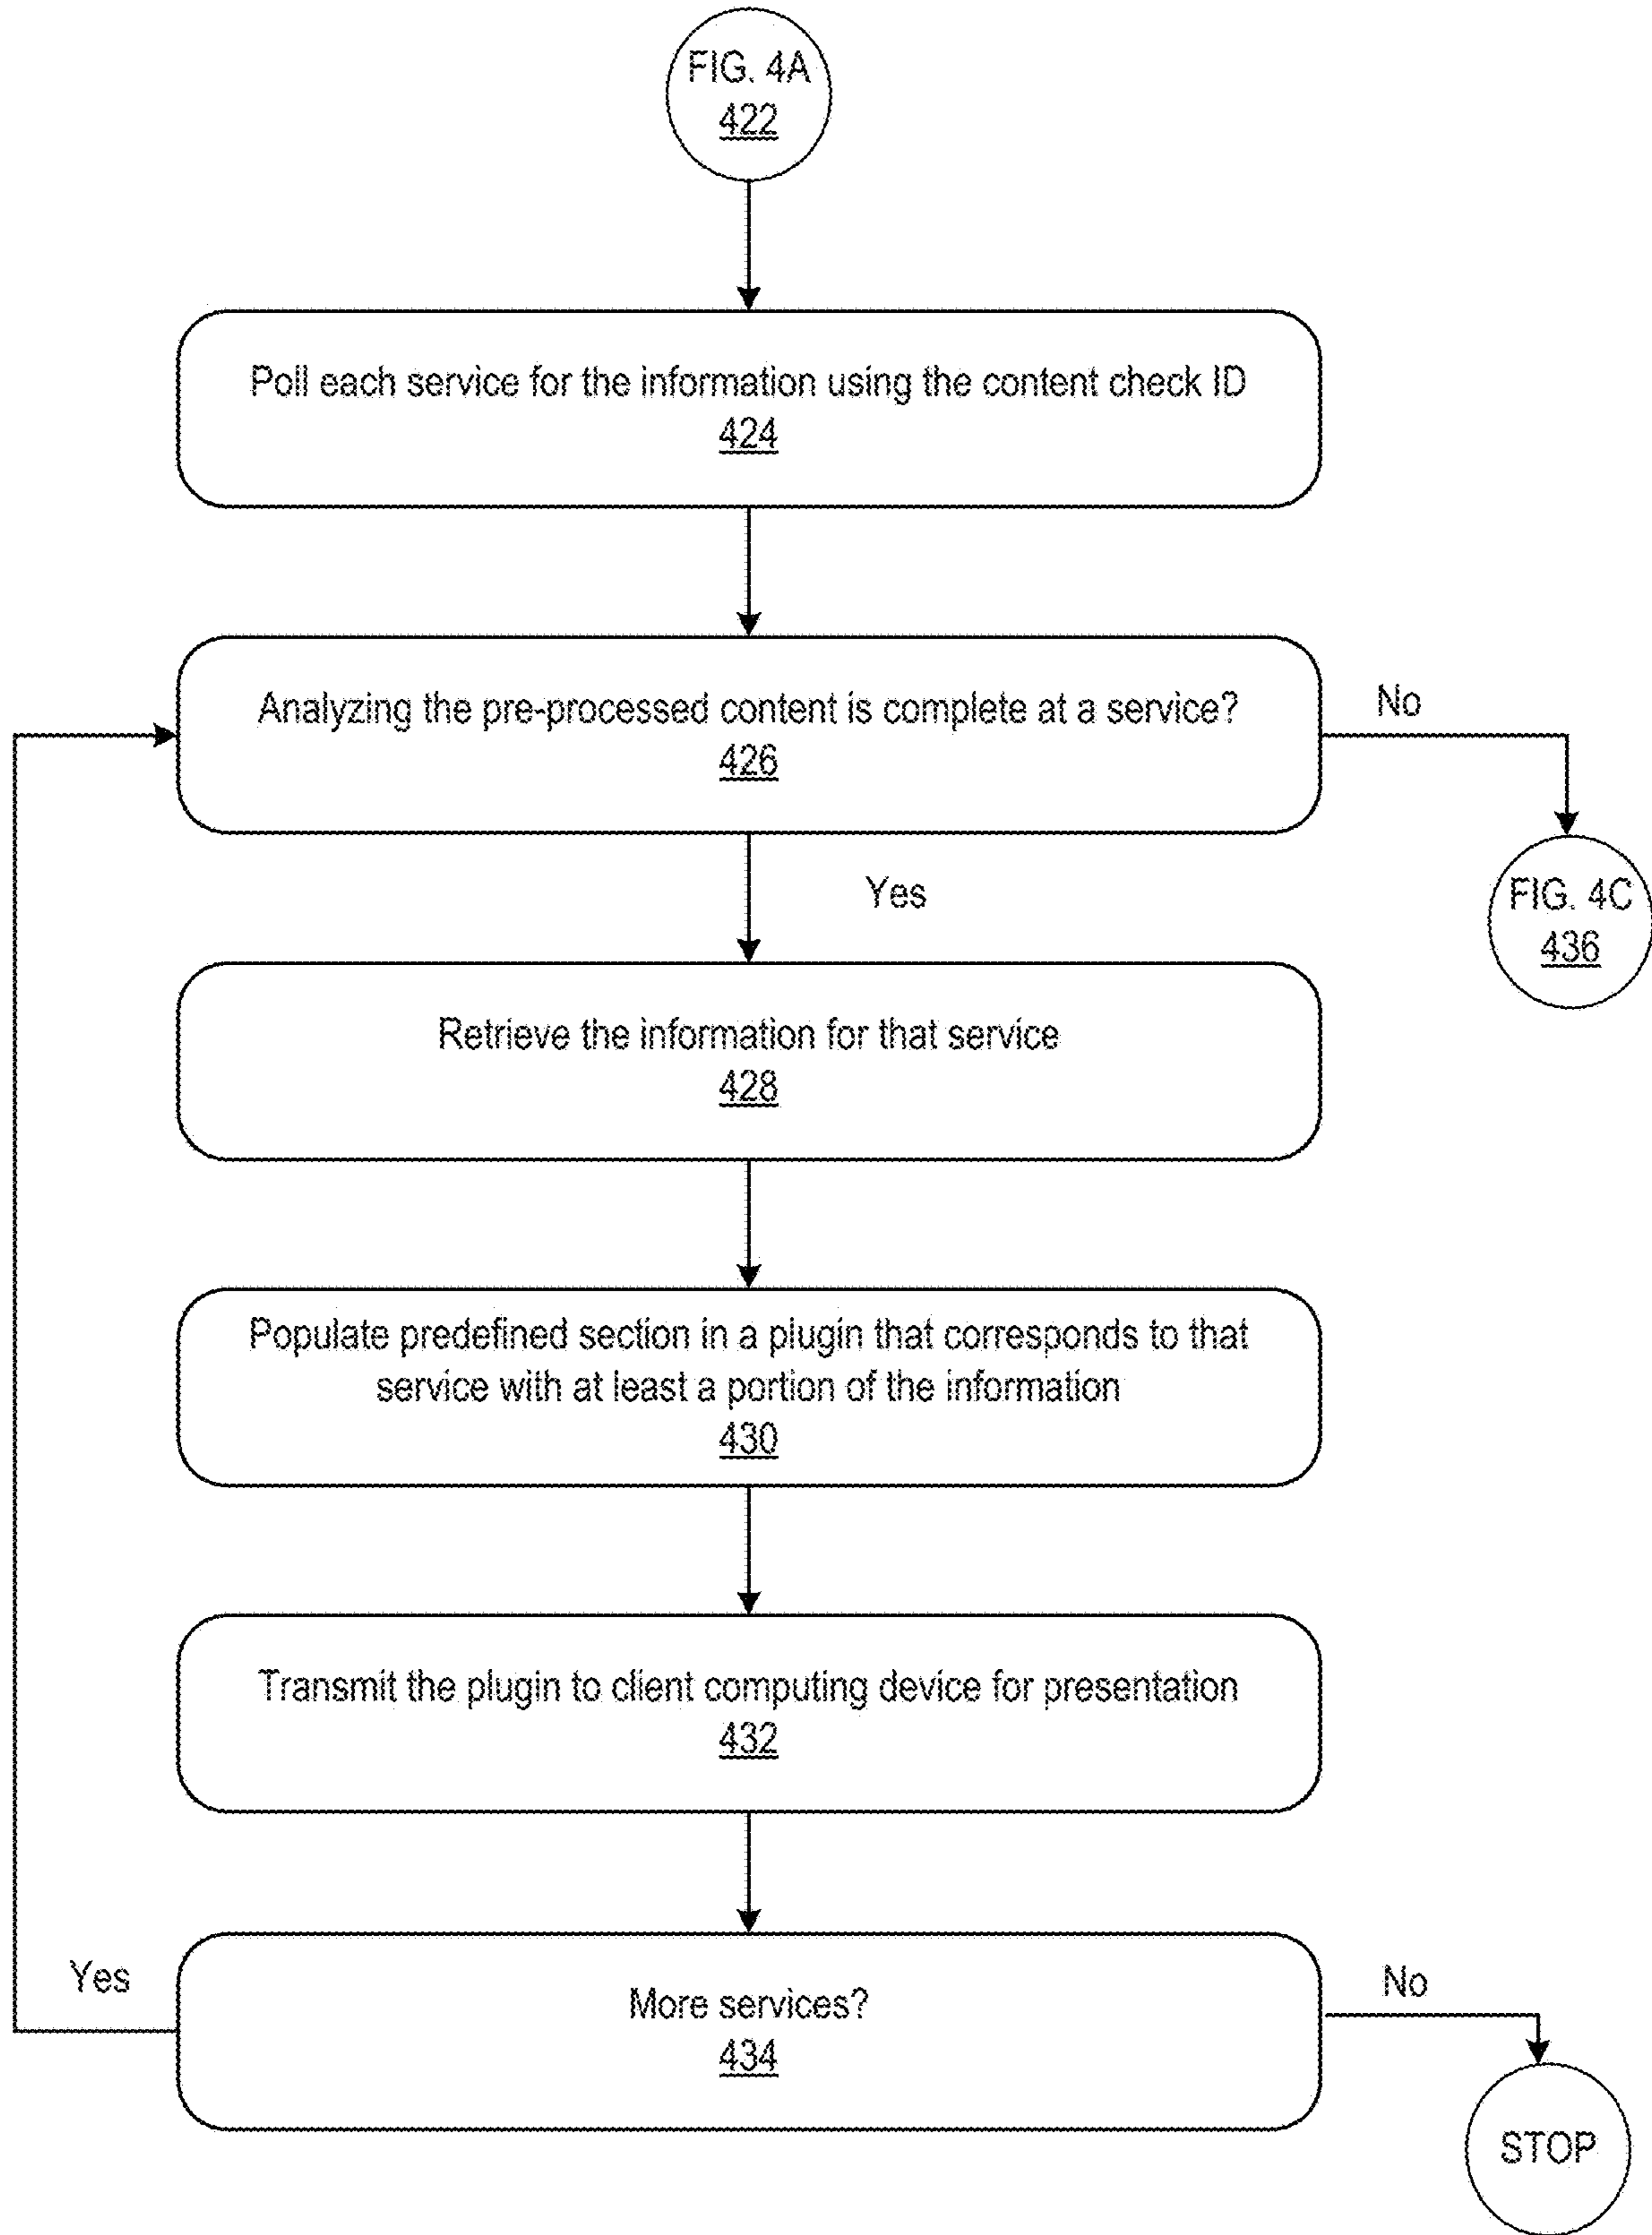 FIG. 4A
422
Poll each service for the information using the content check ID
424
Analyzing the pre-processed content is complete at a service?
426
No
Yes
FIG. 4C
436
Retrieve the information for that service
428
Populate predefined section in a plugin that corresponds to that
service with at least a portion of the information
430
Transmit the plugin to client computing device for presentation
432
Yes
More services?
434
No
STOP